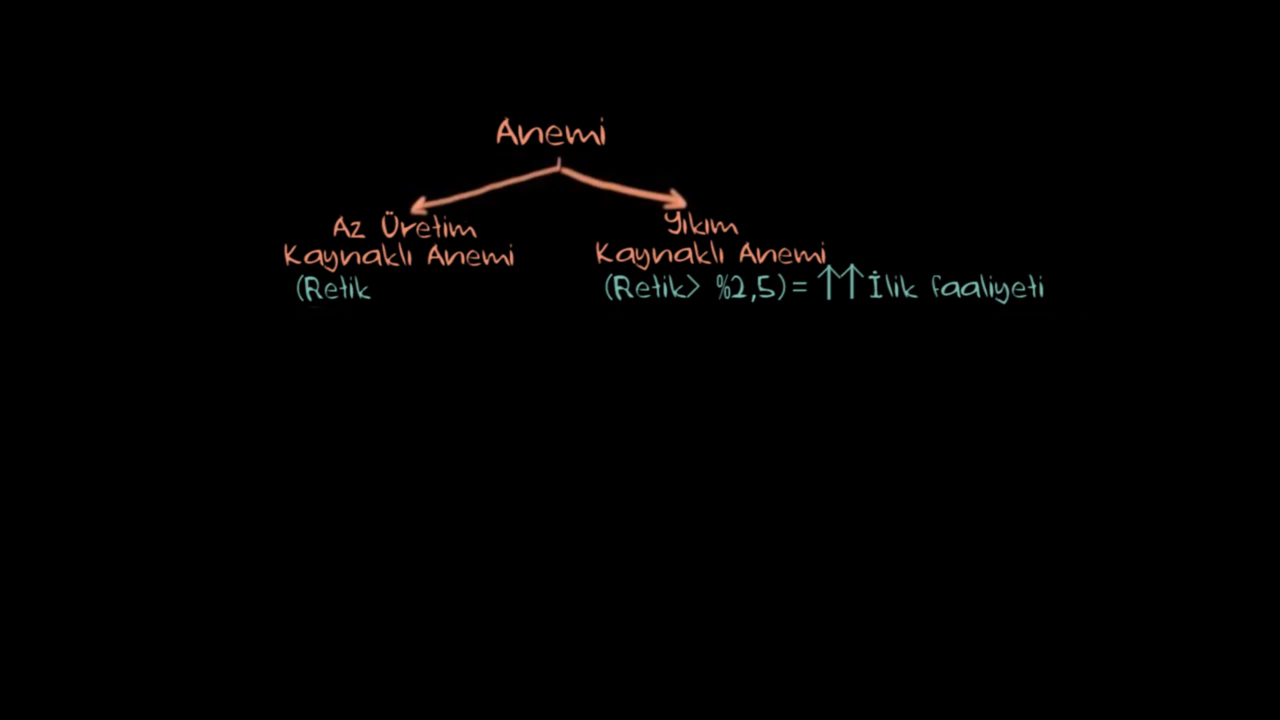 Anemi
Az Üretim
Kaynaklı Anemi
(Retik
Yıkım
Kaynaklı Anemi
(Retik> %2,5) = ↑↑ İlik faaliyeti